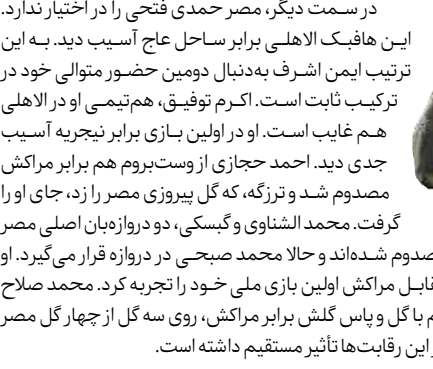 در سمت دیگر، مصر حمدی فتحی را در اختیار ندارد.
این هافبک الاهلی برابر ساحل عاج آسیب دید. به این
ترتیب ایمن اشرف به‌دنبال دومین حضور متوالی خود در
ترکیب ثابت است. اکرم توفیق، هم‌تیمی او در الاهلی
هم غایب است. او در اولین بازی برابر نیجریه آسیب
جدی دید. احمد حجازی از وست‌بروم هم برابر مراکش
مصدوم شد و ترزگه، که گل پیروزی مصر را زد، جای او را
گرفت. محمد الشناوی و گبسکی، دو دروازه‌بان اصلی مصر
صدوم شده‌اند و حالا محمد صبحی در دروازه قرار می‌گیرد. او
قابل مراکش اولین بازی ملی خود را تجربه کرد. محمد صلاح
م با گل و پاس گلش برابر مراکش، روی سه گل از چهار گل مصر
این رقابت‌ها تأثیر مستقیم داشته است.